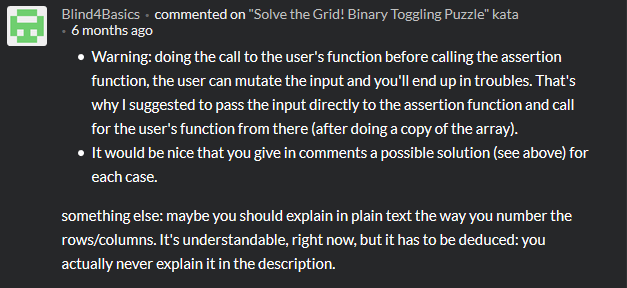 Blind4Basics • commented on "Solve the Grid! Binary Toggling Puzzle" kata
• 6 months ago
• Warning: doing the call to the user's function before calling the assertion
function, the user can mutate the input and you'll end up in troubles. That's
why I suggested to pass the input directly to the assertion function and call
for the user's function from there (after doing a copy of the array).
• It would be nice that you give in comments a possible solution (see above) for
each case.
something else: maybe you should explain in plain text the way you number the
rows/columns. It's understandable, right now, but it has to be deduced: you
actually never explain it in the description.